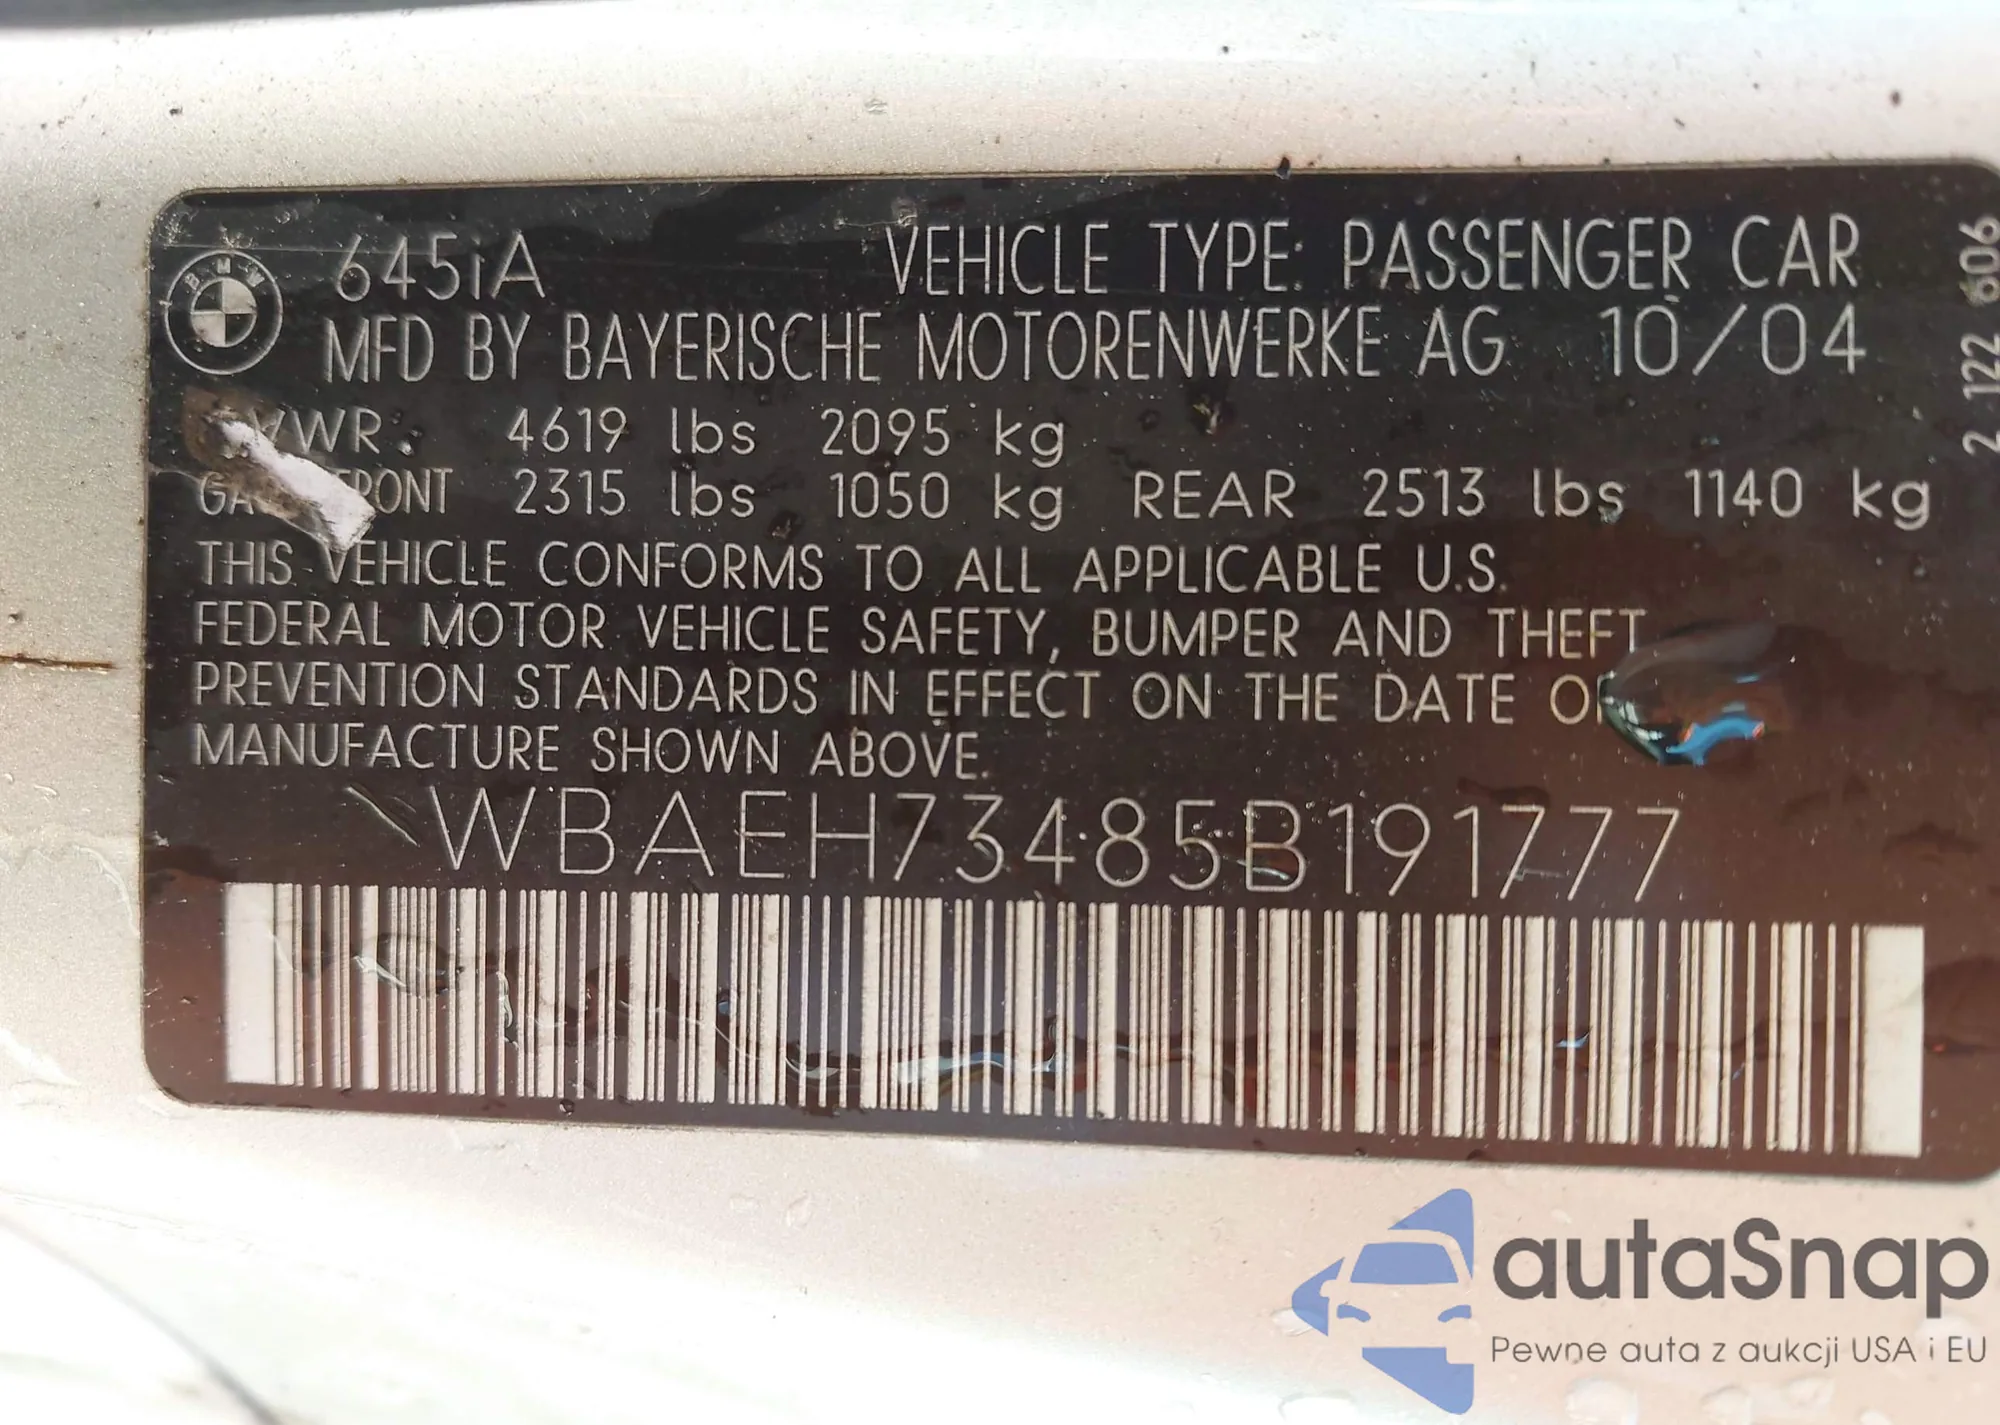 BMW
645iA VEHICLE TYPE: PASSENGER CAR
MFD BY BAYERISCHE MOTORENWERKE AG 10/04
4619 lbs 2095 kg
2315 lbs 1050 kg REAR 2513 lbs 1140 kg
THIS VEHICLE CONFORMS TO ALL APPLICABLE U.S.
FEDERAL MOTOR VEHICLE SAFETY, BUMPER AND THEFT
PREVENTION STANDARDS IN EFFECT ON THE DATE
MANUFACTURE SHOWN ABOVE.
WBAEH73485B191777
2 122 606
autaSnap
Pewne auta z aukcji USA i EU